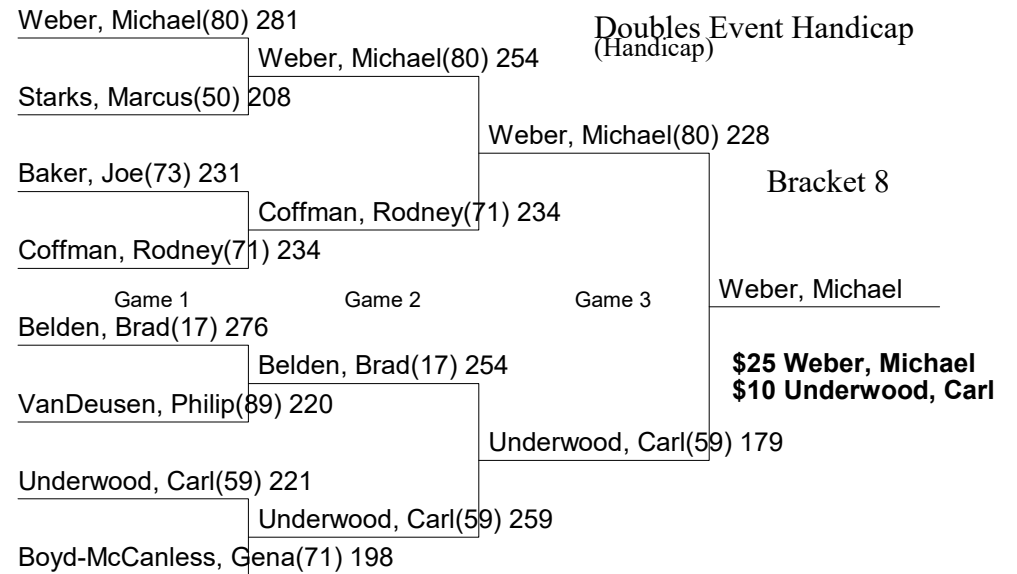 Weber, Michael(80) 281
Doubles Event Handicap
(Handicap)
Weber, Michael(80) 254
Starks, Marcus(50) 208
Weber, Michael(80) 228
Baker, Joe(73) 231
Bracket 8
Coffman, Rodney(71) 234
Coffman, Rodney(71) 234
Game 1
Game 2
Game 3
Weber, Michael
Belden, Brad(17) 276
Belden, Brad(17) 254
$25 Weber, Michael
$10 Underwood, Carl
VanDeusen, Philip(89) 220
Underwood, Carl(59) 179
Underwood, Carl(59) 221
Underwood, Carl(59) 259
Boyd-McCanless, Gena(71) 198